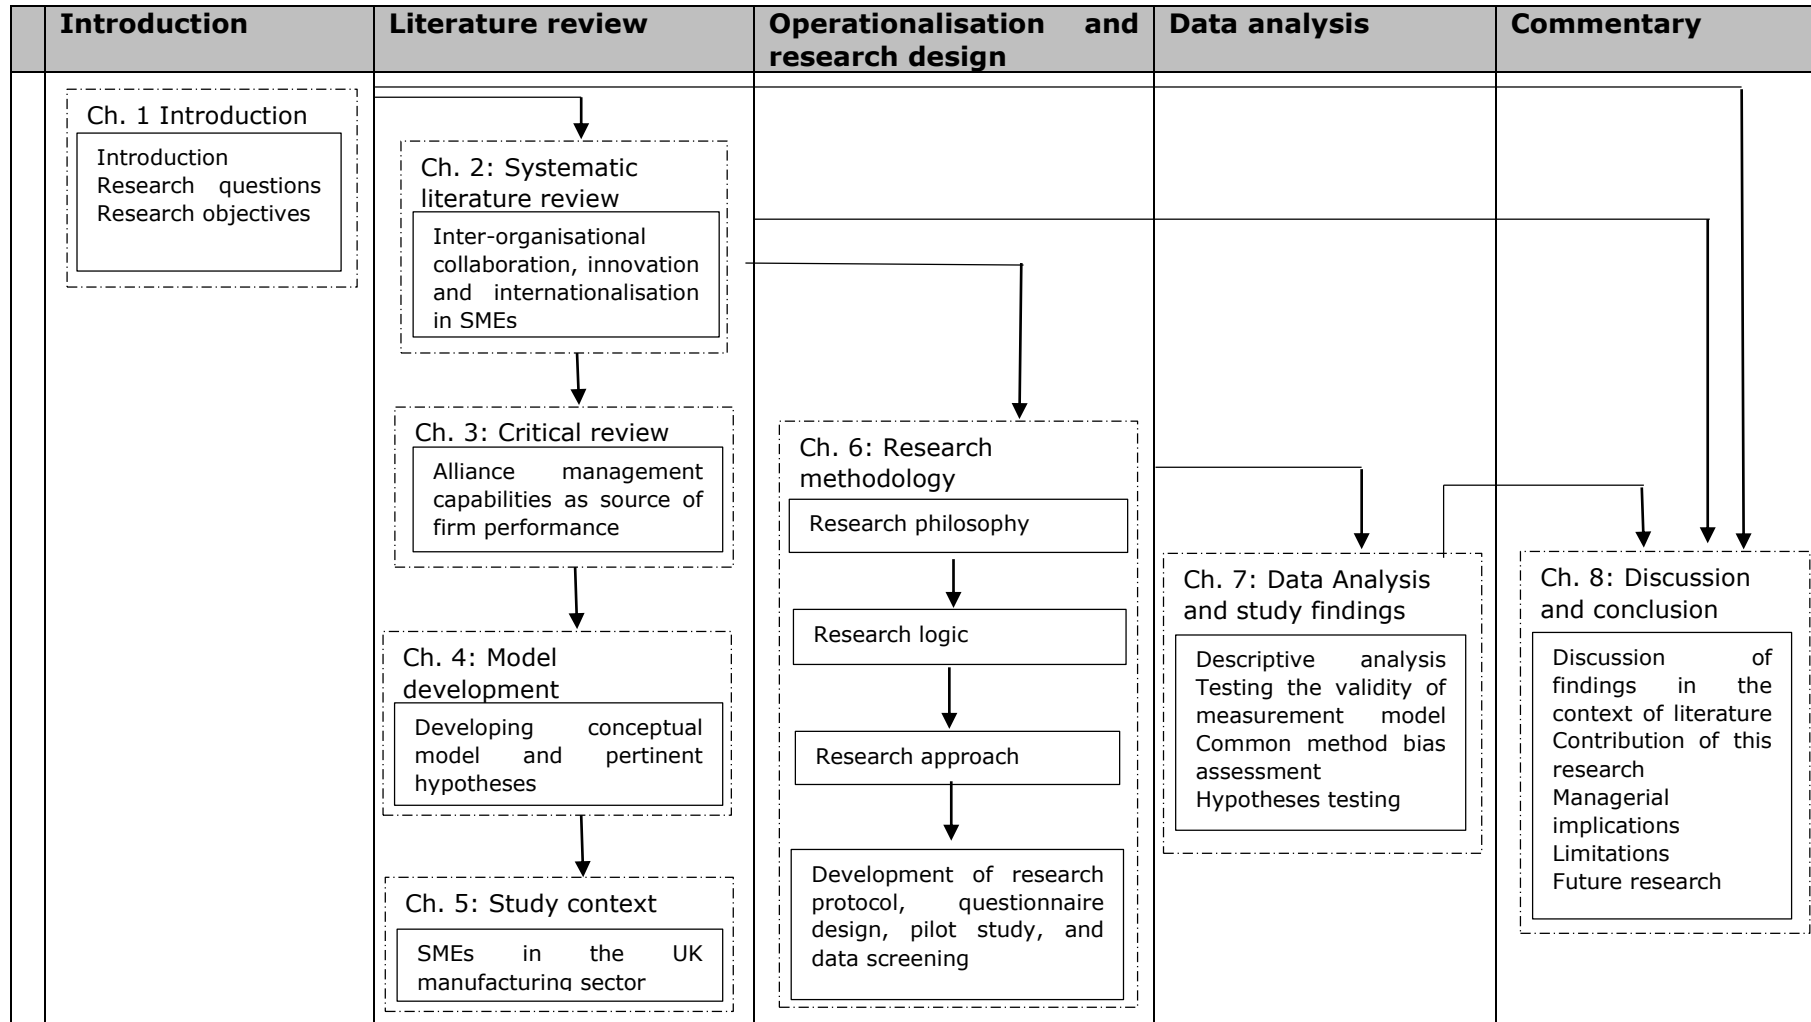 Introduction
Literature review
Operationalisation and
research design
Data analysis
Commentary
Ch. 1 Introduction
Introduction
Research questions
Research objectives
Ch. 2: Systematic
literature review
Inter-organisational
collaboration, innovation
and internationalisation
in SMEs
Ch. 3: Critical review
Alliance management
capabilities as source of
firm performance
Ch. 4: Model
development
Developing conceptual
model and pertinent
hypotheses
Ch. 5: Study context
SMEs in the UK
manufacturing sector
Ch. 6: Research
methodology
Research philosophy
Research logic
Research approach
Development of research
protocol, questionnaire
design, pilot study, and
data screening
Ch. 7: Data Analysis
and study findings
Descriptive analysis
Testing the validity of
measurement model
Common method bias
assessment
Hypotheses testing
Ch. 8: Discussion
and conclusion
Discussion of
findings in the
context of literature
Contribution of this
research
Managerial
implications
Limitations
Future research